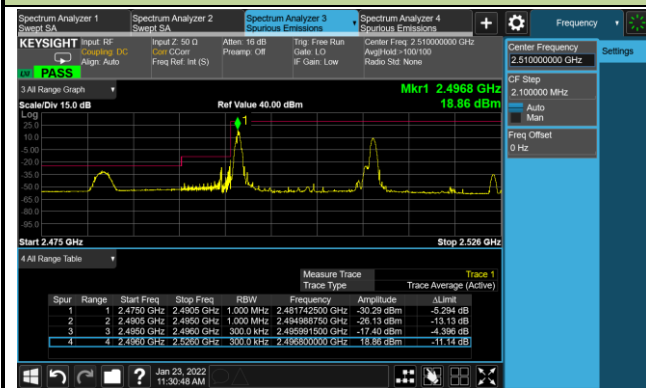 Spectrum Analyzer 1 Spectrum Analyzer 2 Spectrum Analyzer 3 Spectrum Analyzer 4 + Frequency
Swept SA Swept SA Spurious Emissions Spurious Emissions
KEYSIGHT Input: RF Input Z: 50 Ω Atten: 16 dB Trig: Free Run Center Freq: 2.510000000 GHz
Coupling: DC Corr CCorr Preamp: Off Gate: LO Avg|Hold:>100/100
Align: Auto Freq Ref: Int (S) IF Gain: Low Radio Std: None
PASS
Center Frequency
2.510000000 GHz
Settings
CF Step
2.100000 MHz
Auto
Man
Freq Offset
0 Hz
3 All Range Graph Mkr1 2.4968 GHz
Scale/Div 15.0 dB Ref Value 40.00 dBm 18.86 dBm
Log
25.0
10.0
-5.00
-20.0
-35.0
-50.0
-65.0
-80.0
-95.0
1
Start 2.475 GHz Stop 2.526 GHz
4 All Range Table
Measure Trace Trace 1
Trace Type Trace Average (Active)
Spur Range Start Freq Stop Freq RBW Frequency Amplitude ΔLimit
1 1 2.4750 GHz 2.4905 GHz 1.000 MHz 2.481742500 GHz -30.29 dBm -5.294 dB
2 2 2.4905 GHz 2.4950 GHz 1.000 MHz 2.494988750 GHz -26.13 dBm -13.13 dB
3 3 2.4950 GHz 2.4960 GHz 300.0 kHz 2.495991500 GHz -17.40 dBm -4.396 dB
4 4 2.4960 GHz 2.5260 GHz 300.0 kHz 2.496800000 GHz 18.86 dBm -11.14 dB
? Jan 23, 2022
11:30:48 AM